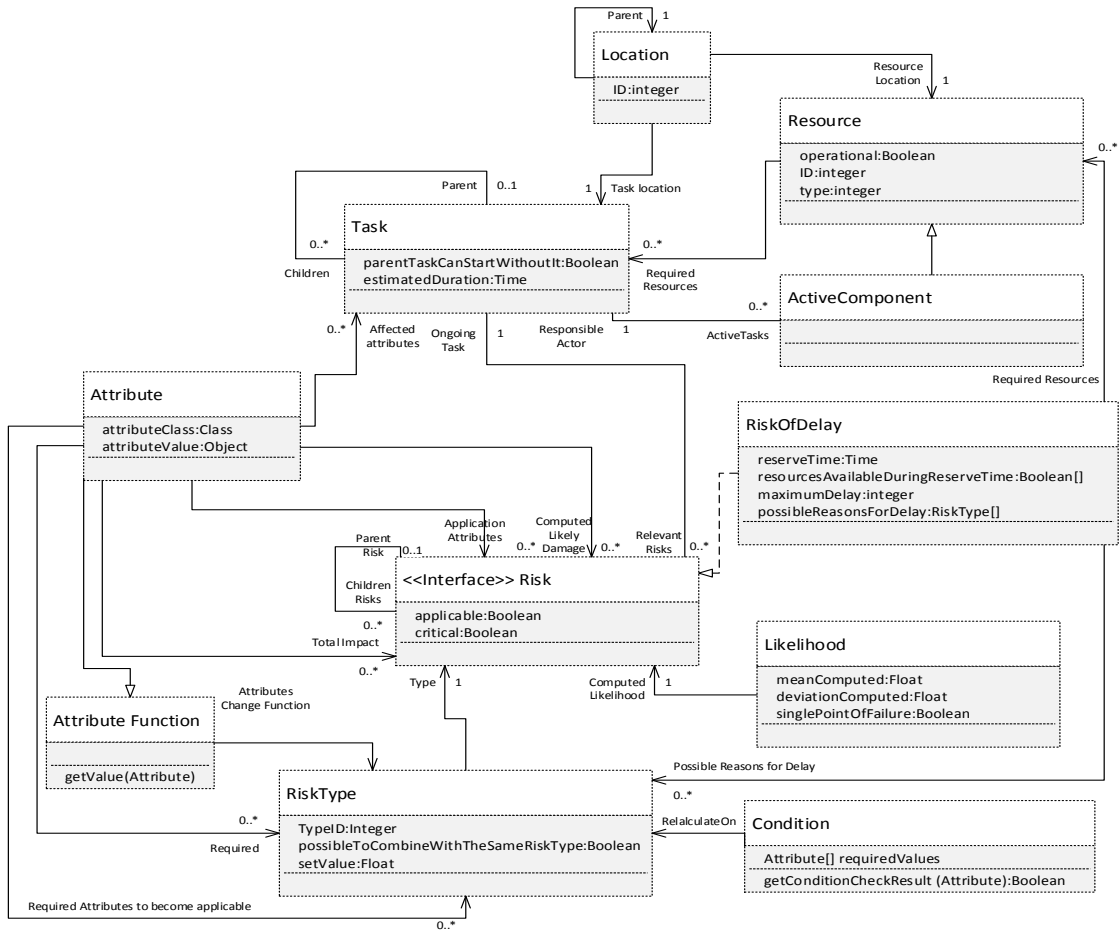 Parent
1
Location
ID:integer
Resource
Location
1
Resource
operational:Boolean
ID:integer
type:integer
0..*
Parent
0..1
1
Task location
Task
parentTaskCanStartWithoutIt:Boolean
estimatedDuration:Time
0..*
Children
0..*
Required
Resources
ActiveComponent
0..*
ActiveTasks
0..*
Affected
attributes
Ongoing
Task
1
Responsible
Actor
1
Required Resources
Attribute
attributeClass:Class
attributeValue:Object
RiskOfDelay
reserveTime:Time
resourcesAvailableDuringReserveTime:Boolean[]
maximumDelay:integer
possibleReasonsForDelay:RiskType[]
Application
Attributes
0..*
Computed
Likely
Damage
0..*
Relevant
Risks
0..*
Parent
Risk
0..1
Children
Risks
0..*
<<Interface>> Risk
applicable:Boolean
critical:Boolean
Total Impact
0..*
Type
1
Computed
Likelihood
1
Likelihood
meanComputed:Float
deviationComputed:Float
singlePointOfFailure:Boolean
Attribute Function
getValue(Attribute)
Attributes
Change Function
Possible Reasons for Delay
0..*
RiskType
TypeID:Integer
possibleToCombineWithTheSameRiskType:Boolean
setValue:Float
0..*
Required
RelalculateOn
Condition
Attribute[] requiredValues
getConditionCheckResult (Attribute):Boolean
Required Attributes to become applicable
0..*